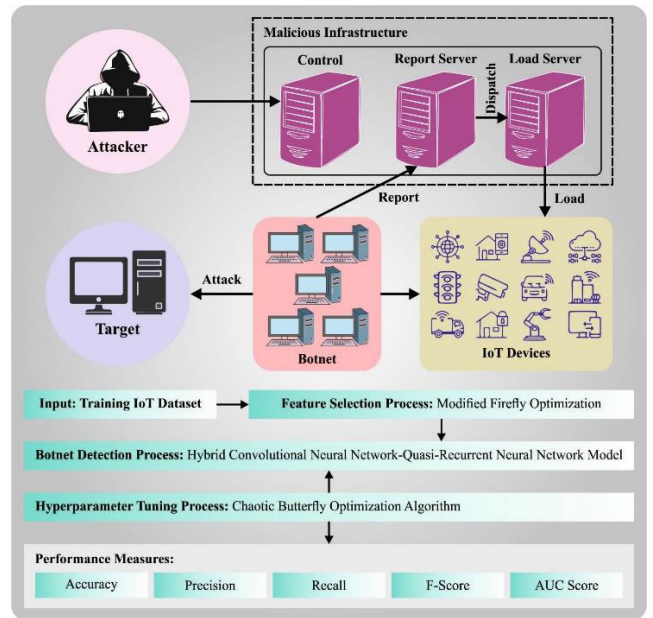 Malicious Infrastructure
Control
Report Server
Load Server
Dispatch
Attacker
Report
Load
Attack
Target
Botnet
IoT Devices
Input: Training IoT Dataset
Feature Selection Process: Modified Firefly Optimization
Botnet Detection Process: Hybrid Convolutional Neural Network-Quasi-Recurrent Neural Network Model
Hyperparameter Tuning Process: Chaotic Butterfly Optimization Algorithm
Performance Measures:
Accuracy
Precision
Recall
F-Score
AUC Score